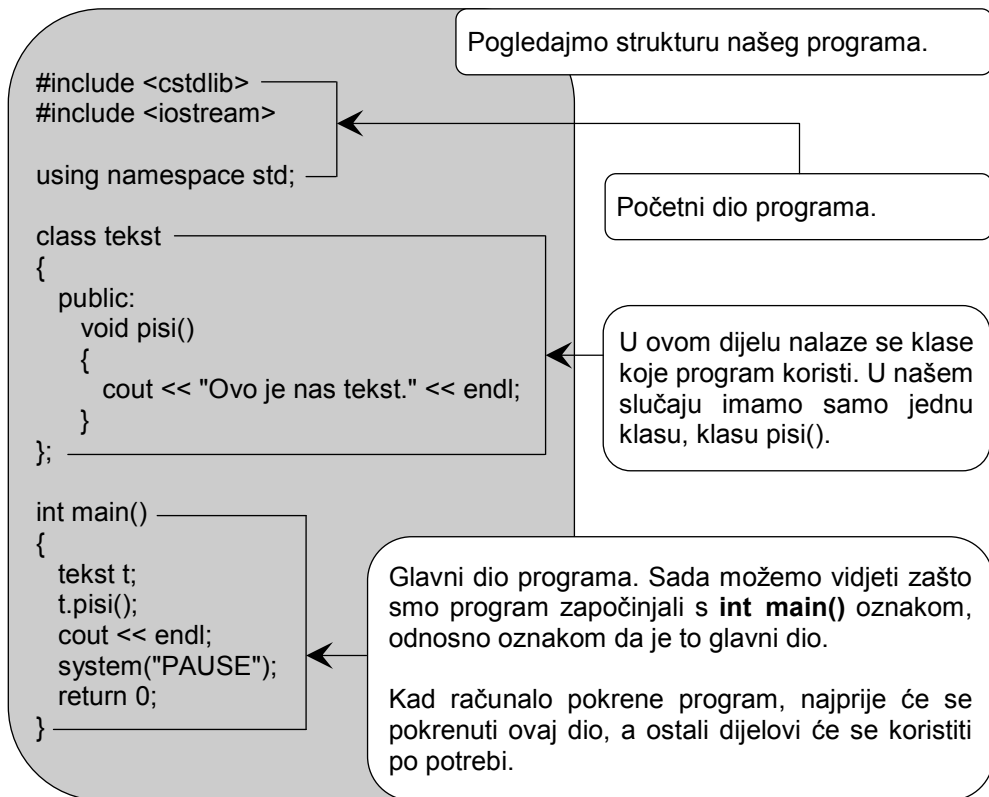 Pogledajmo strukturu našeg programa.
#include <cstdlib>
#include <iostream>
using namespace std;
Početni dio programa.
class tekst
{
public:
void pisi()
{
cout << "Ovo je nas tekst." << endl;
}
};
U ovom dijelu nalaze se klase
koje program koristi. U našem
slučaju imamo samo jednu
klasu, klasu pisi().
int main()
{
tekst t;
t.pisi();
cout << endl;
system("PAUSE");
return 0;
}
Glavni dio programa. Sada možemo vidjeti zašto
smo program započinjali s int main() oznakom,
odnosno oznakom da je to glavni dio.
Kad računalo pokrene program, najprije će se
pokrenuti ovaj dio, a ostali dijelovi će se koristiti
po potrebi.